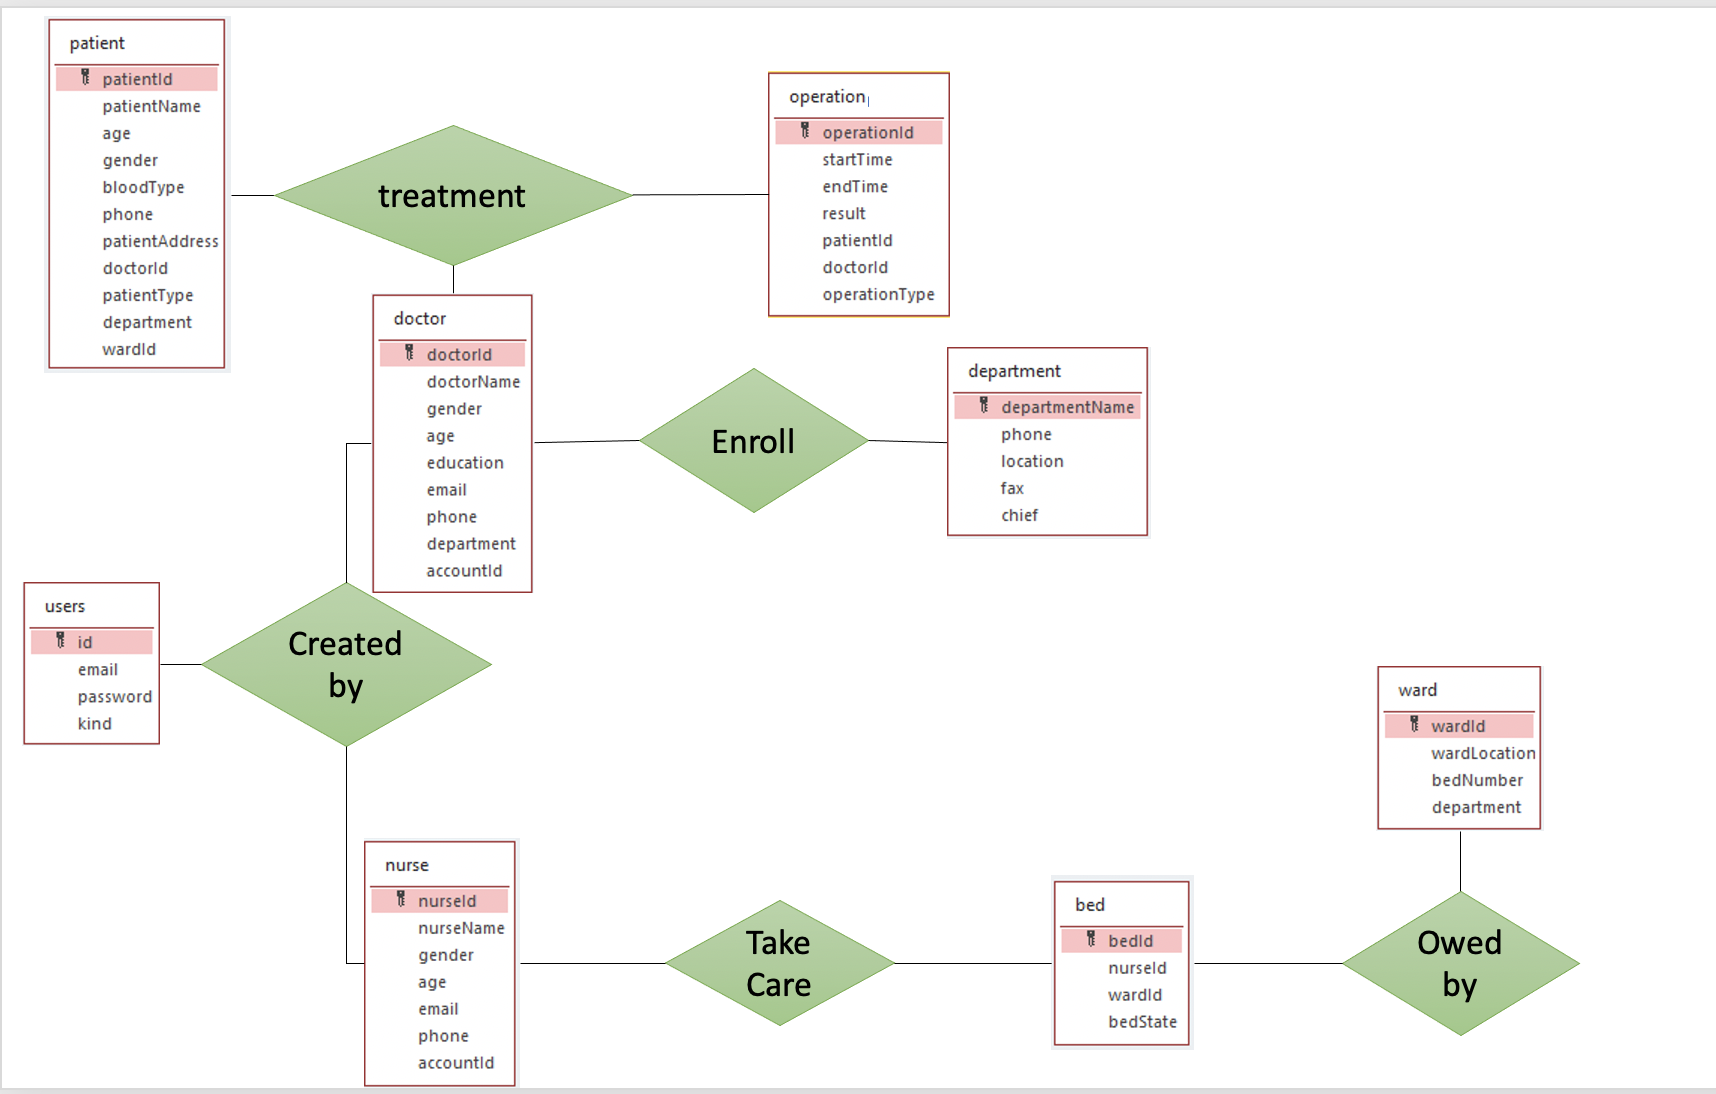 patient
patientId
patientName
age
gender
bloodType
phone
patientAddress
doctorId
patientType
department
wardId
treatment
operation
operationId
startTime
endTime
result
patientId
doctorId
operationType
doctor
doctorId
doctorName
gender
age
education
email
phone
department
accountId
Enroll
department
departmentName
phone
location
fax
chief
users
id
email
password
kind
Created
by
nurse
nurseId
nurseName
gender
age
email
phone
accountId
Take
Care
bed
bedId
nurseId
wardId
bedState
ward
wardId
wardLocation
bedNumber
department
Owed
by